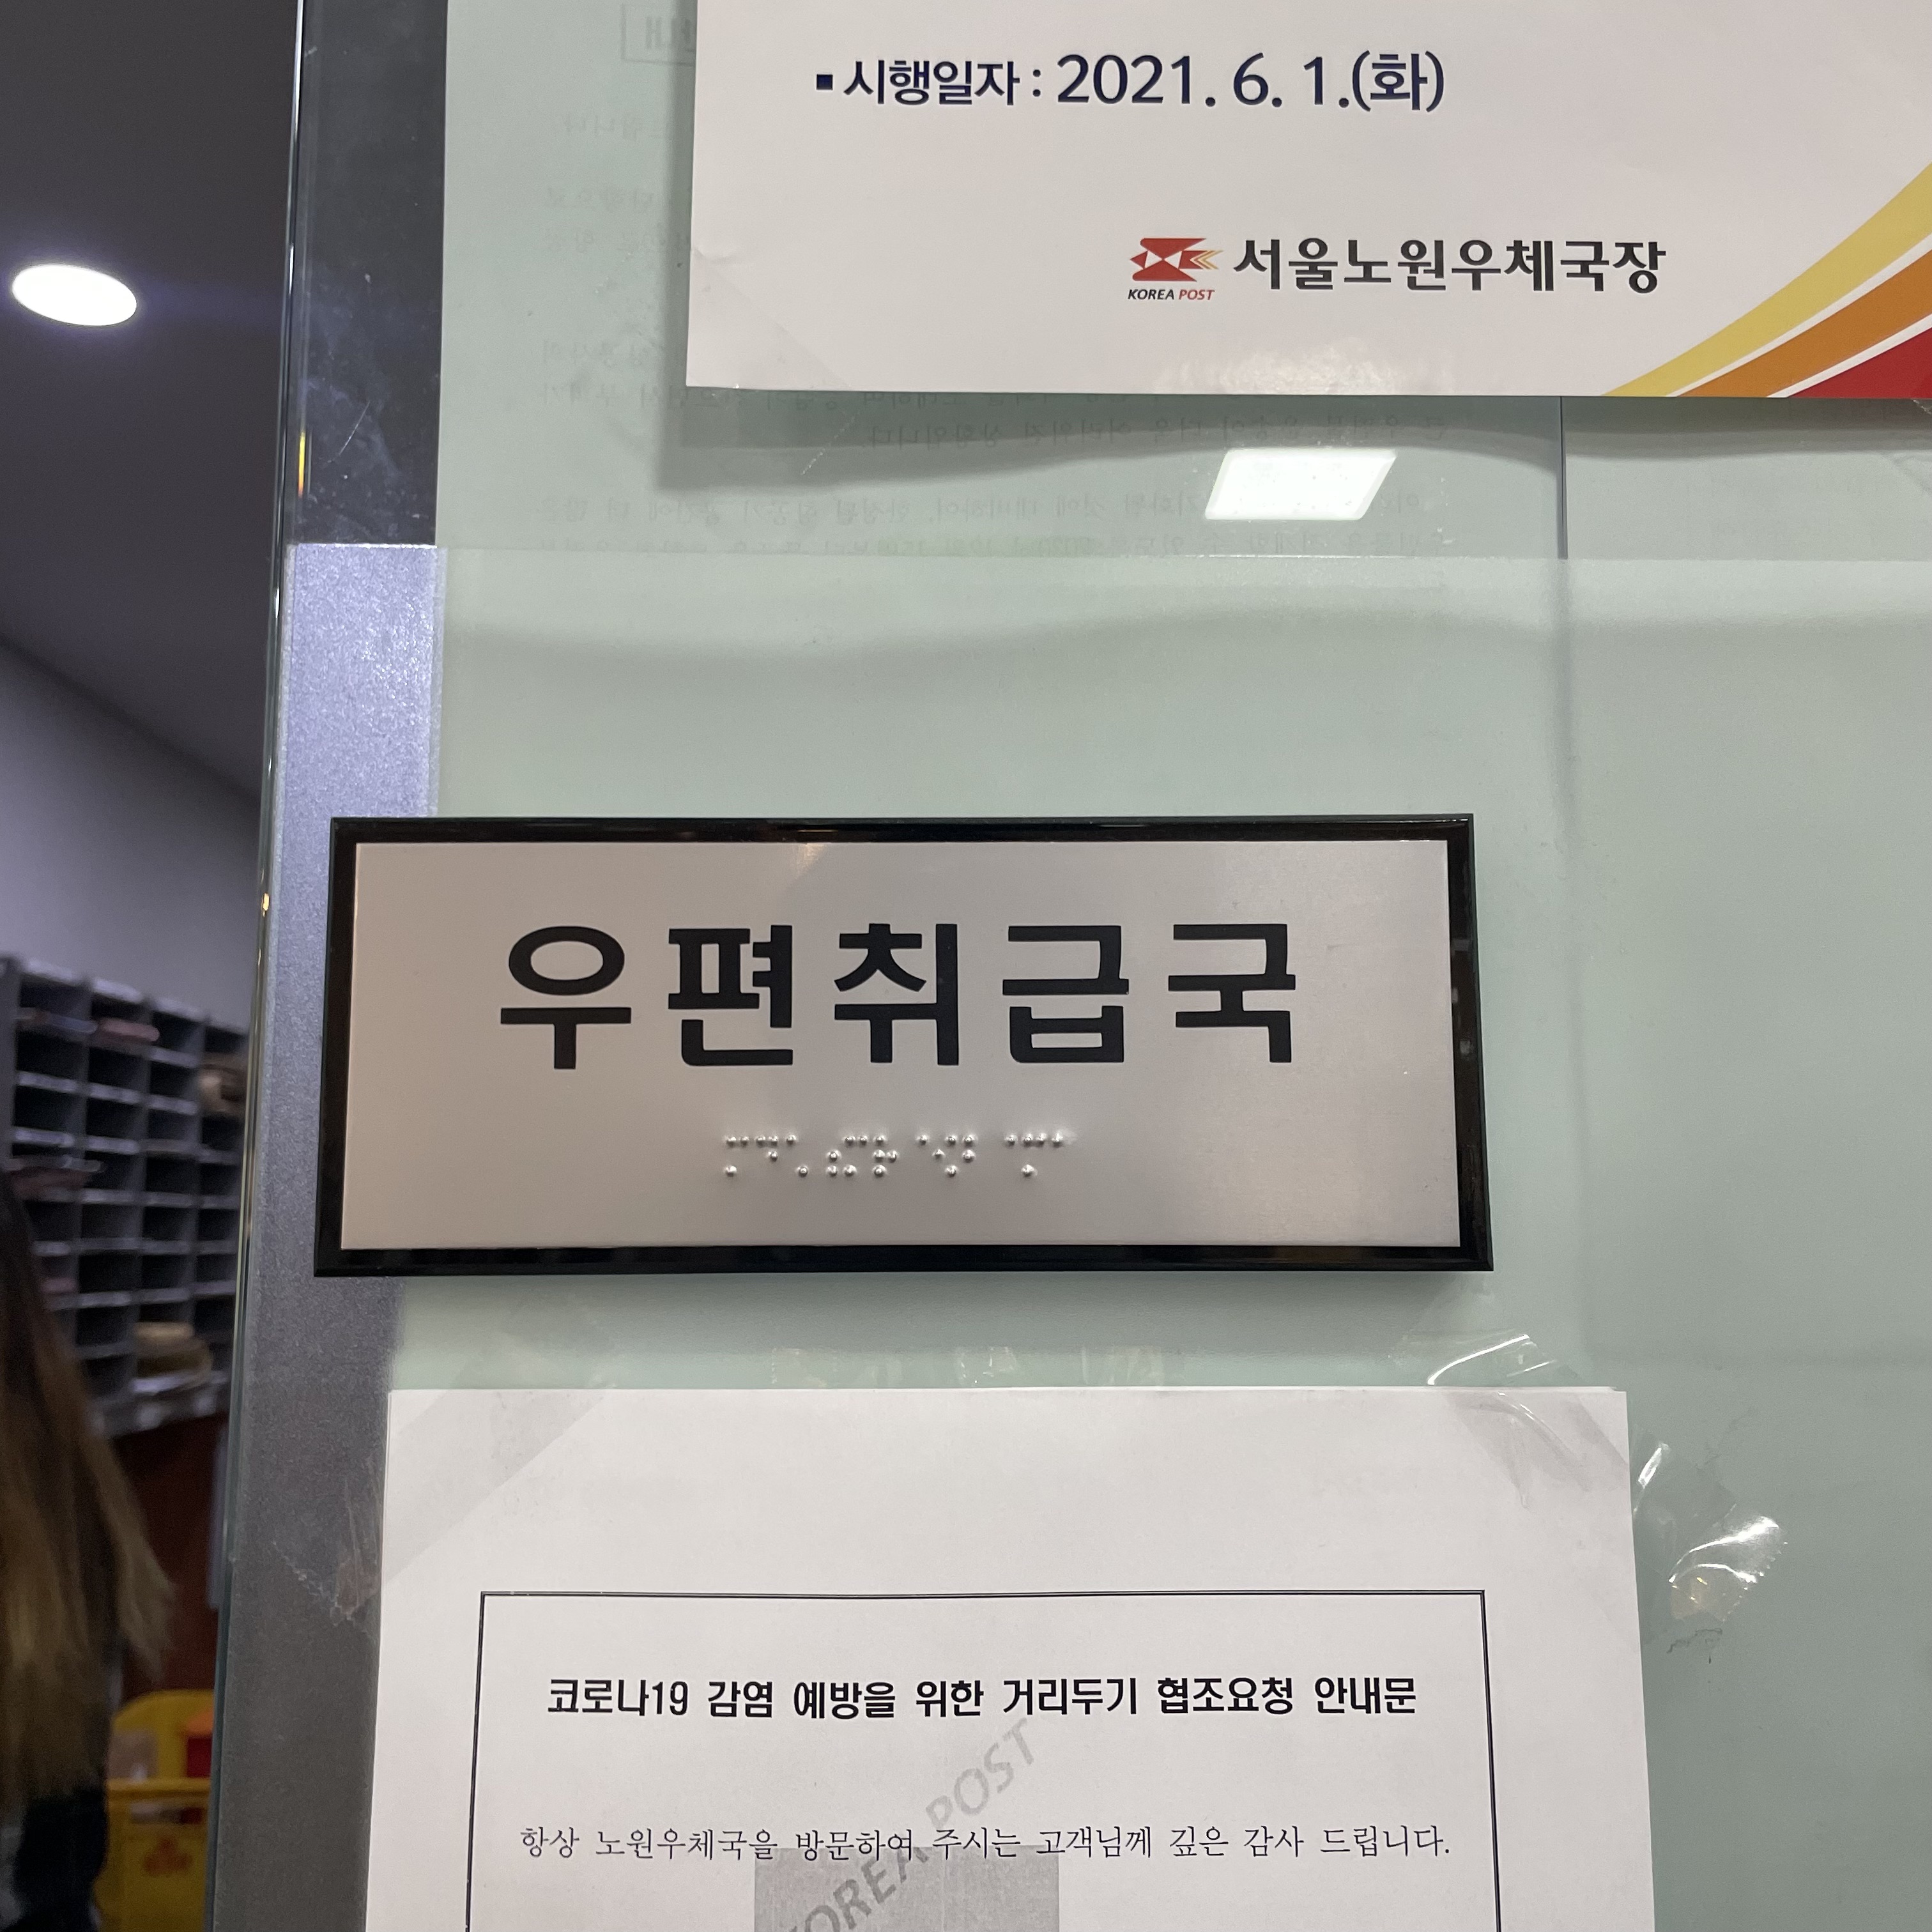 ▪ 시행일자 : 2021. 6. 1.(화)
KOREA POST 서울노원우체국장
우편취급국
코로나19 감염 예방을 위한 거리두기 협조요청 안내문
항상 노원우체국을 방문하여 주시는 고객님께 깊은 감사 드립니다.
KOREA POST